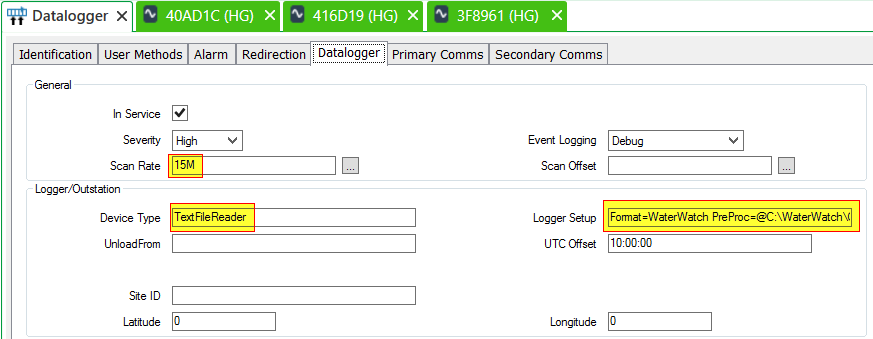 Datalogger 40AD1C (HG) 416D19 (HG) 3F8961 (HG)
Identification User Methods Alarm Redirection Datalogger Primary Comms Secondary Comms
General
In Service
Severity High Event Logging Debug
Scan Rate 15M ... Scan Offset ...
Logger/Outstation
Device Type TextFileReader Logger Setup Format=WaterWatch PreProc=@C:\WaterWatch\
UnloadFrom UTC Offset 10:00:00
Site ID
Latitude 0 Longitude 0